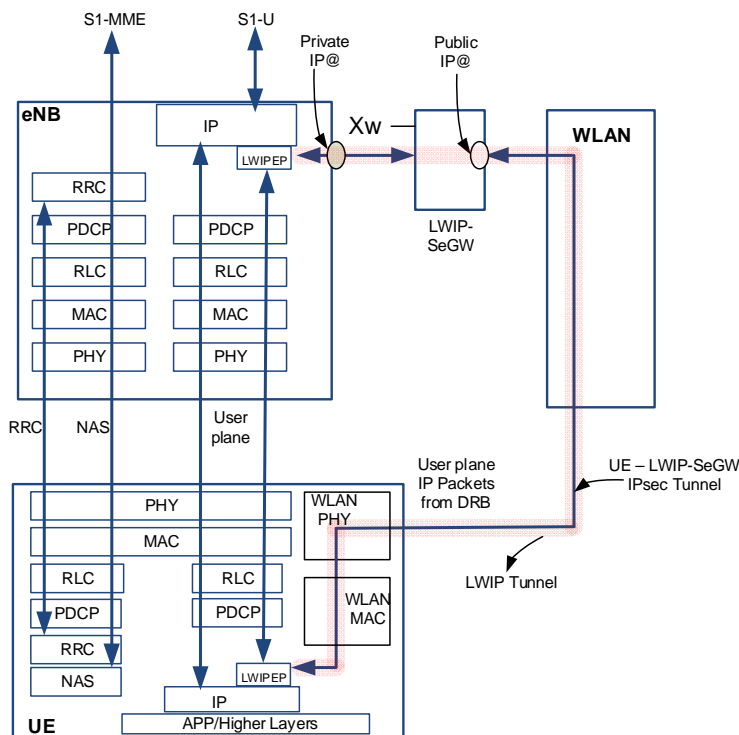 S1-MME
S1-U
Private
IP@
Public
IP@
eNB
IP
LWIPEP
Xw
WLAN
LWIP-
SeGW
RRC
PDCP
RLC
MAC
PHY
PDCP
RLC
MAC
PHY
RRC
NAS
User
plane
User plane
IP Packets
from DRB
UE – LWIP-SeGW
IPsec Tunnel
LWIP Tunnel
PHY
MAC
RLC
PDCP
RRC
NAS
RLC
PDCP
LWIPEP
IP
APP/Higher Layers
WLAN
PHY
WLAN
MAC
UE